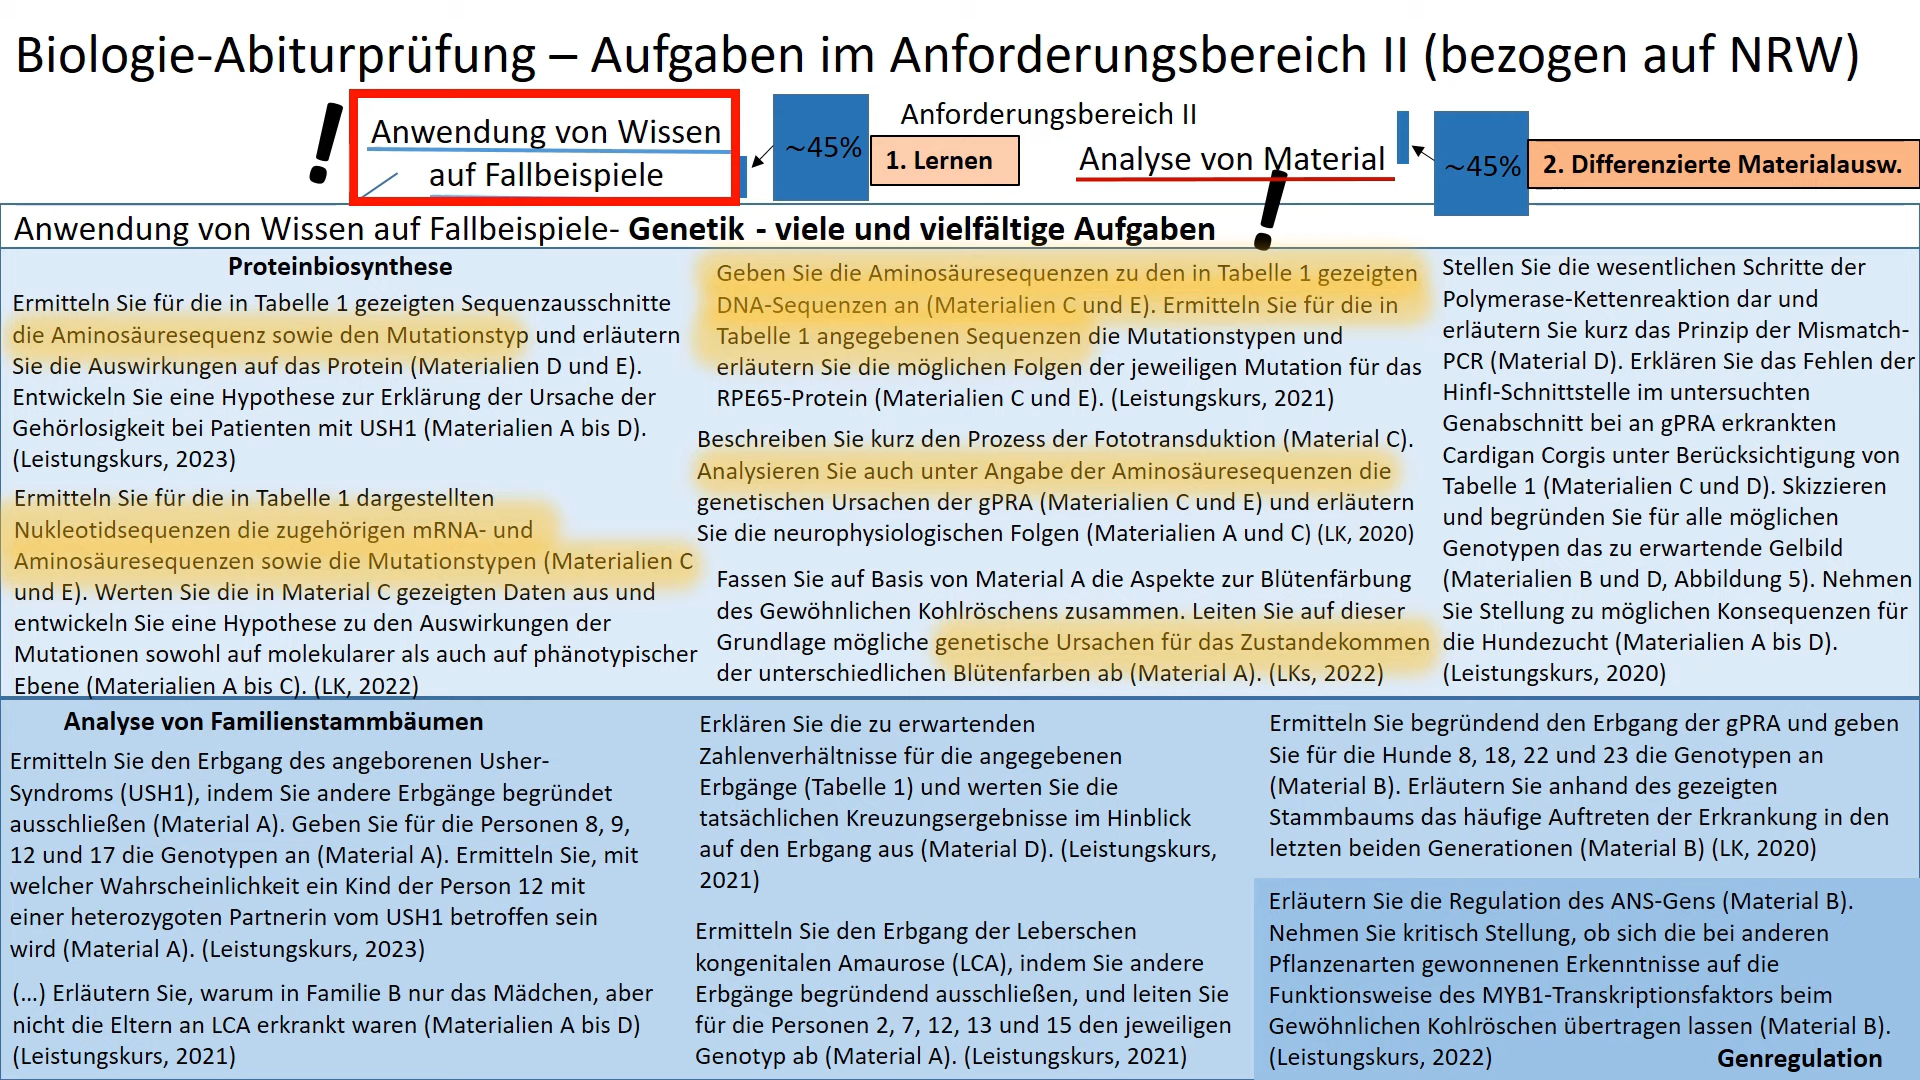 Biologie-Abiturprüfung – Aufgaben im Anforderungsbereich II (bezogen auf NRW)
!
Anwendung von Wissen
auf Fallbeispiele
~45%
1. Lernen
Anforderungsbereich II
Analyse von Material
!
~45%
2. Differenzierte Materialausw.
Anwendung von Wissen auf Fallbeispiele- Genetik - viele und vielfältige Aufgaben
Proteinbiosynthese
Ermitteln Sie für die in Tabelle 1 gezeigten Sequenzausschnitte
die Aminosäuresequenz sowie den Mutationstyp und erläutern
Sie die Auswirkungen auf das Protein (Materialien D und E).
Entwickeln Sie eine Hypothese zur Erklärung der Ursache der
Gehörlosigkeit bei Patienten mit USH1 (Materialien A bis D).
(Leistungskurs, 2023)
Ermitteln Sie für die in Tabelle 1 dargestellten
Nukleotidsequenzen die zugehörigen mRNA- und
Aminosäuresequenzen sowie die Mutationstypen (Materialien C
und E). Werten Sie die in Material C gezeigten Daten aus und
entwickeln Sie eine Hypothese zu den Auswirkungen der
Mutationen sowohl auf molekularer als auch auf phänotypischer
Ebene (Materialien A bis C). (LK, 2022)
Geben Sie die Aminosäuresequenzen zu den in Tabelle 1 gezeigten
DNA-Sequenzen an (Materialien C und E). Ermitteln Sie für die in
Tabelle 1 angegebenen Sequenzen die Mutationstypen und
erläutern Sie die möglichen Folgen der jeweiligen Mutation für das
RPE65-Protein (Materialien C und E). (Leistungskurs, 2021)
Beschreiben Sie kurz den Prozess der Fototransduktion (Material C).
Analysieren Sie auch unter Angabe der Aminosäuresequenzen die
genetischen Ursachen der gPRA (Materialien C und E) und erläutern
Sie die neurophysiologischen Folgen (Materialien A und C) (LK, 2020)
Fassen Sie auf Basis von Material A die Aspekte zur Blütenfärbung
des Gewöhnlichen Kohlröschens zusammen. Leiten Sie auf dieser
Grundlage mögliche genetische Ursachen für das Zustandekommen
der unterschiedlichen Blütenfarben ab (Material A). (LKs, 2022)
Stellen Sie die wesentlichen Schritte der
Polymerase-Kettenreaktion dar und
erläutern Sie kurz das Prinzip der Mismatch-
PCR (Material D). Erklären Sie das Fehlen der
HinfI-Schnittstelle im untersuchten
Genabschnitt bei an gPRA erkrankten
Cardigan Corgis unter Berücksichtigung von
Tabelle 1 (Materialien C und D). Skizzieren
und begründen Sie für alle möglichen
Genotypen das zu erwartende Gelbild
(Materialien B und D, Abbildung 5). Nehmen
Sie Stellung zu möglichen Konsequenzen für
die Hundezucht (Materialien A bis D).
(Leistungskurs, 2020)
Analyse von Familienstammbäumen
Ermitteln Sie den Erbgang des angeborenen Usher-
Syndroms (USH1), indem Sie andere Erbgänge begründet
ausschließen (Material A). Geben Sie für die Personen 8, 9,
12 und 17 die Genotypen an (Material A). Ermitteln Sie, mit
welcher Wahrscheinlichkeit ein Kind der Person 12 mit
einer heterozygoten Partnerin vom USH1 betroffen sein
wird (Material A). (Leistungskurs, 2023)
(...) Erläutern Sie, warum in Familie B nur das Mädchen, aber
nicht die Eltern an LCA erkrankt waren (Materialien A bis D)
(Leistungskurs, 2021)
Erklären Sie die zu erwartenden
Zahlenverhältnisse für die angegebenen
Erbgänge (Tabelle 1) und werten Sie die
tatsächlichen Kreuzungsergebnisse im Hinblick
auf den Erbgang aus (Material D). (Leistungskurs,
2021)
Ermitteln Sie den Erbgang der Leberschen
kongenitalen Amaurose (LCA), indem Sie andere
Erbgänge begründend ausschließen, und leiten Sie
für die Personen 2, 7, 12, 13 und 15 den jeweiligen
Genotyp ab (Material A). (Leistungskurs, 2021)
Ermitteln Sie begründend den Erbgang der gPRA und geben
Sie für die Hunde 8, 18, 22 und 23 die Genotypen an
(Material B). Erläutern Sie anhand des gezeigten
Stammbaums das häufige Auftreten der Erkrankung in den
letzten beiden Generationen (Material B) (LK, 2020)
Erläutern Sie die Regulation des ANS-Gens (Material B).
Nehmen Sie kritisch Stellung, ob sich die bei anderen
Pflanzenarten gewonnenen Erkenntnisse auf die
Funktionsweise des MYB1-Transkriptionsfaktors beim
Gewöhnlichen Kohlröschen übertragen lassen (Material B).
(Leistungskurs, 2022)
Genregulation